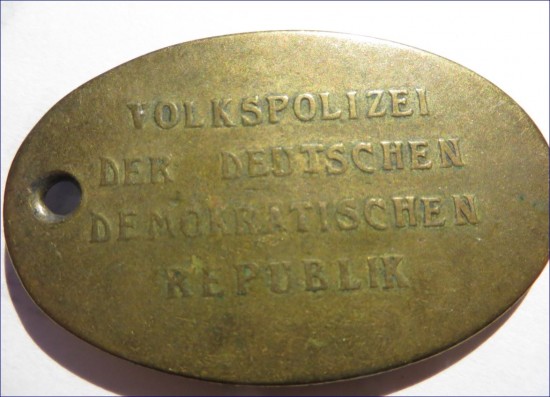 VOLKSPOLIZEI
DER DEUTSCHEN
DEMOKRATISCHEN
REPUBLIK